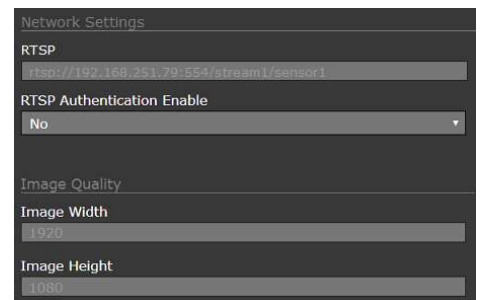 Network Settings
RTSP
rtsp://192.168.251.79:554/stream1/sensor1
RTSP Authentication Enable
No
Image Quality
Image Width
1920
Image Height
1080